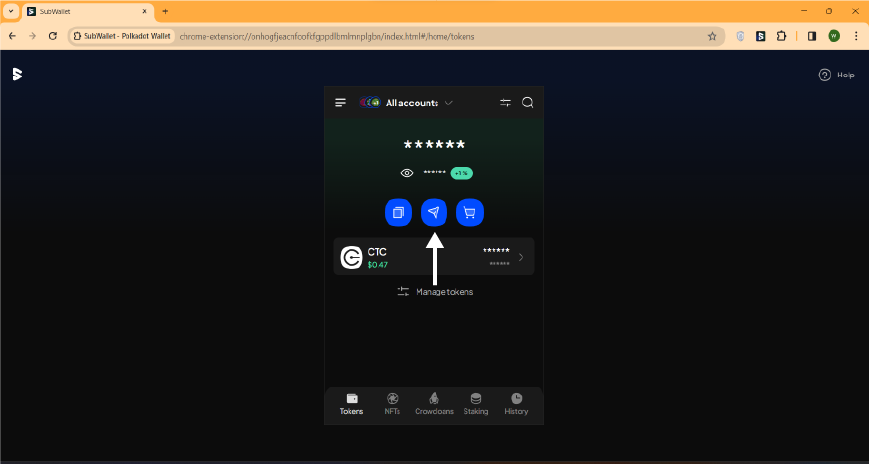 SubWallet
SubWallet - Polkadot Wallet
chrome-extension://onhogfjeacnfoofkfgppdlbmlmnplgbn/index.html#/home/tokens
W
Help
All accounts
******
****** +1%
CTC ******
$0.47 ******
Manage tokens
Tokens NFTs Crowdloans Staking History